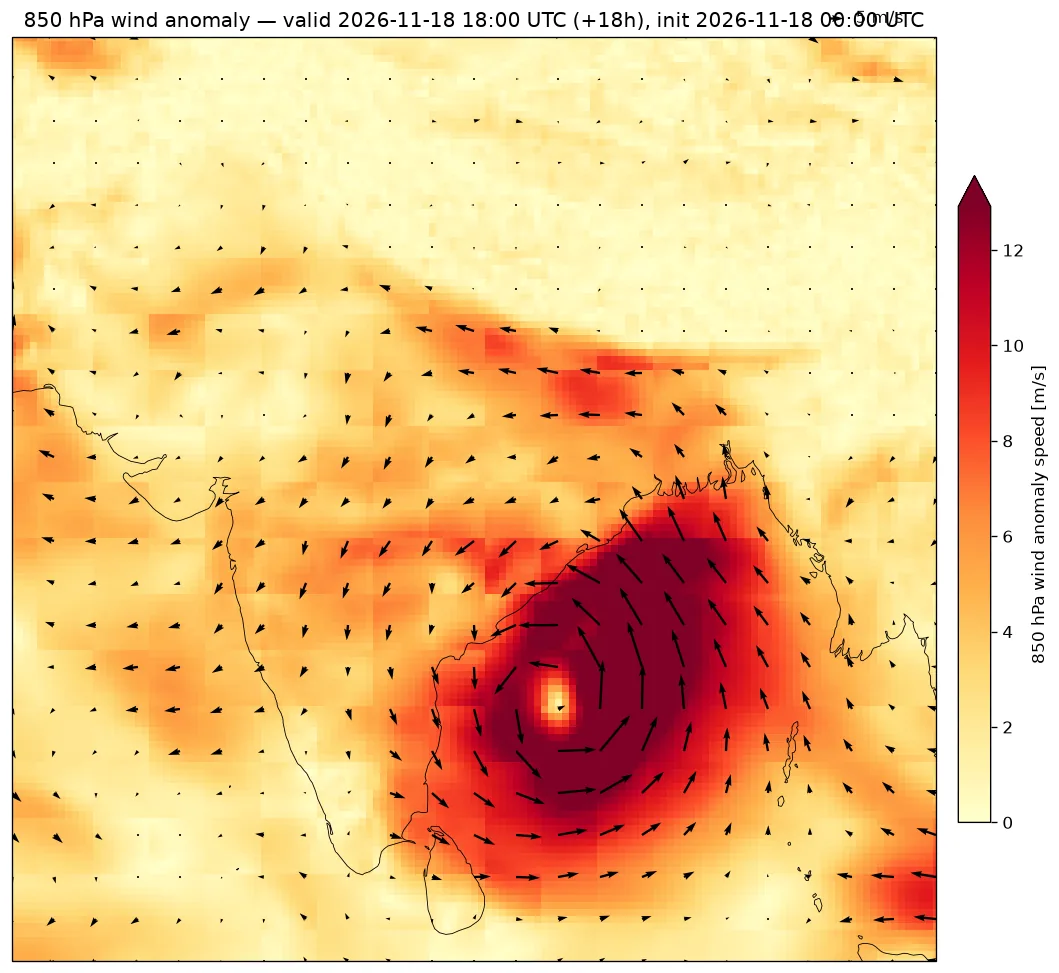 850 hPa wind anomaly — valid 2026-11-18 18:00 UTC (+18h), init 2026-11-18 00:00 UTC
5 m/s
12
10
8
6
4
2
0
850 hPa wind anomaly speed [m/s]